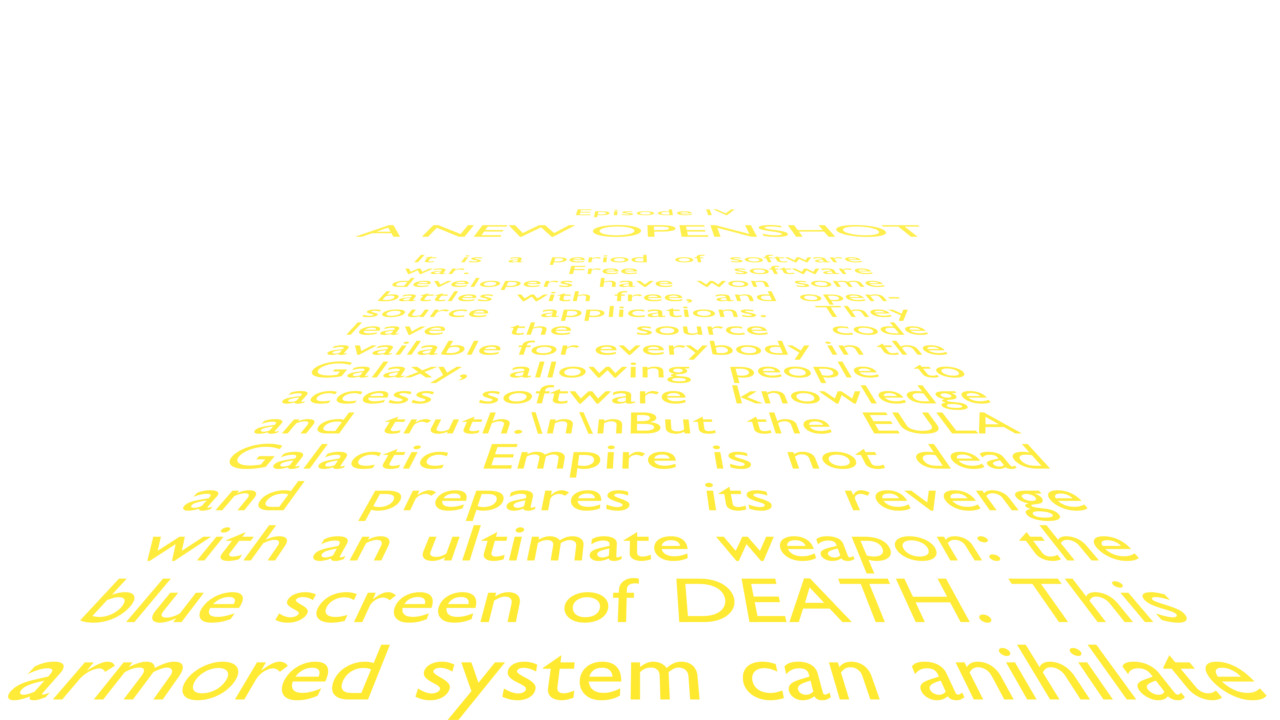 Episode IV
A NEW OPENSHOT
It is a period of software
war. Free software
developers have won some
battles with free, and open-
source applications. They
leave the source code
available for everybody in the
Galaxy, allowing people to
access software knowledge
and truth.\n\nBut the EULA
Galactic Empire is not dead
and prepares its revenge
with an ultimate weapon: the
blue screen of DEATH. This
armored system can anihilate